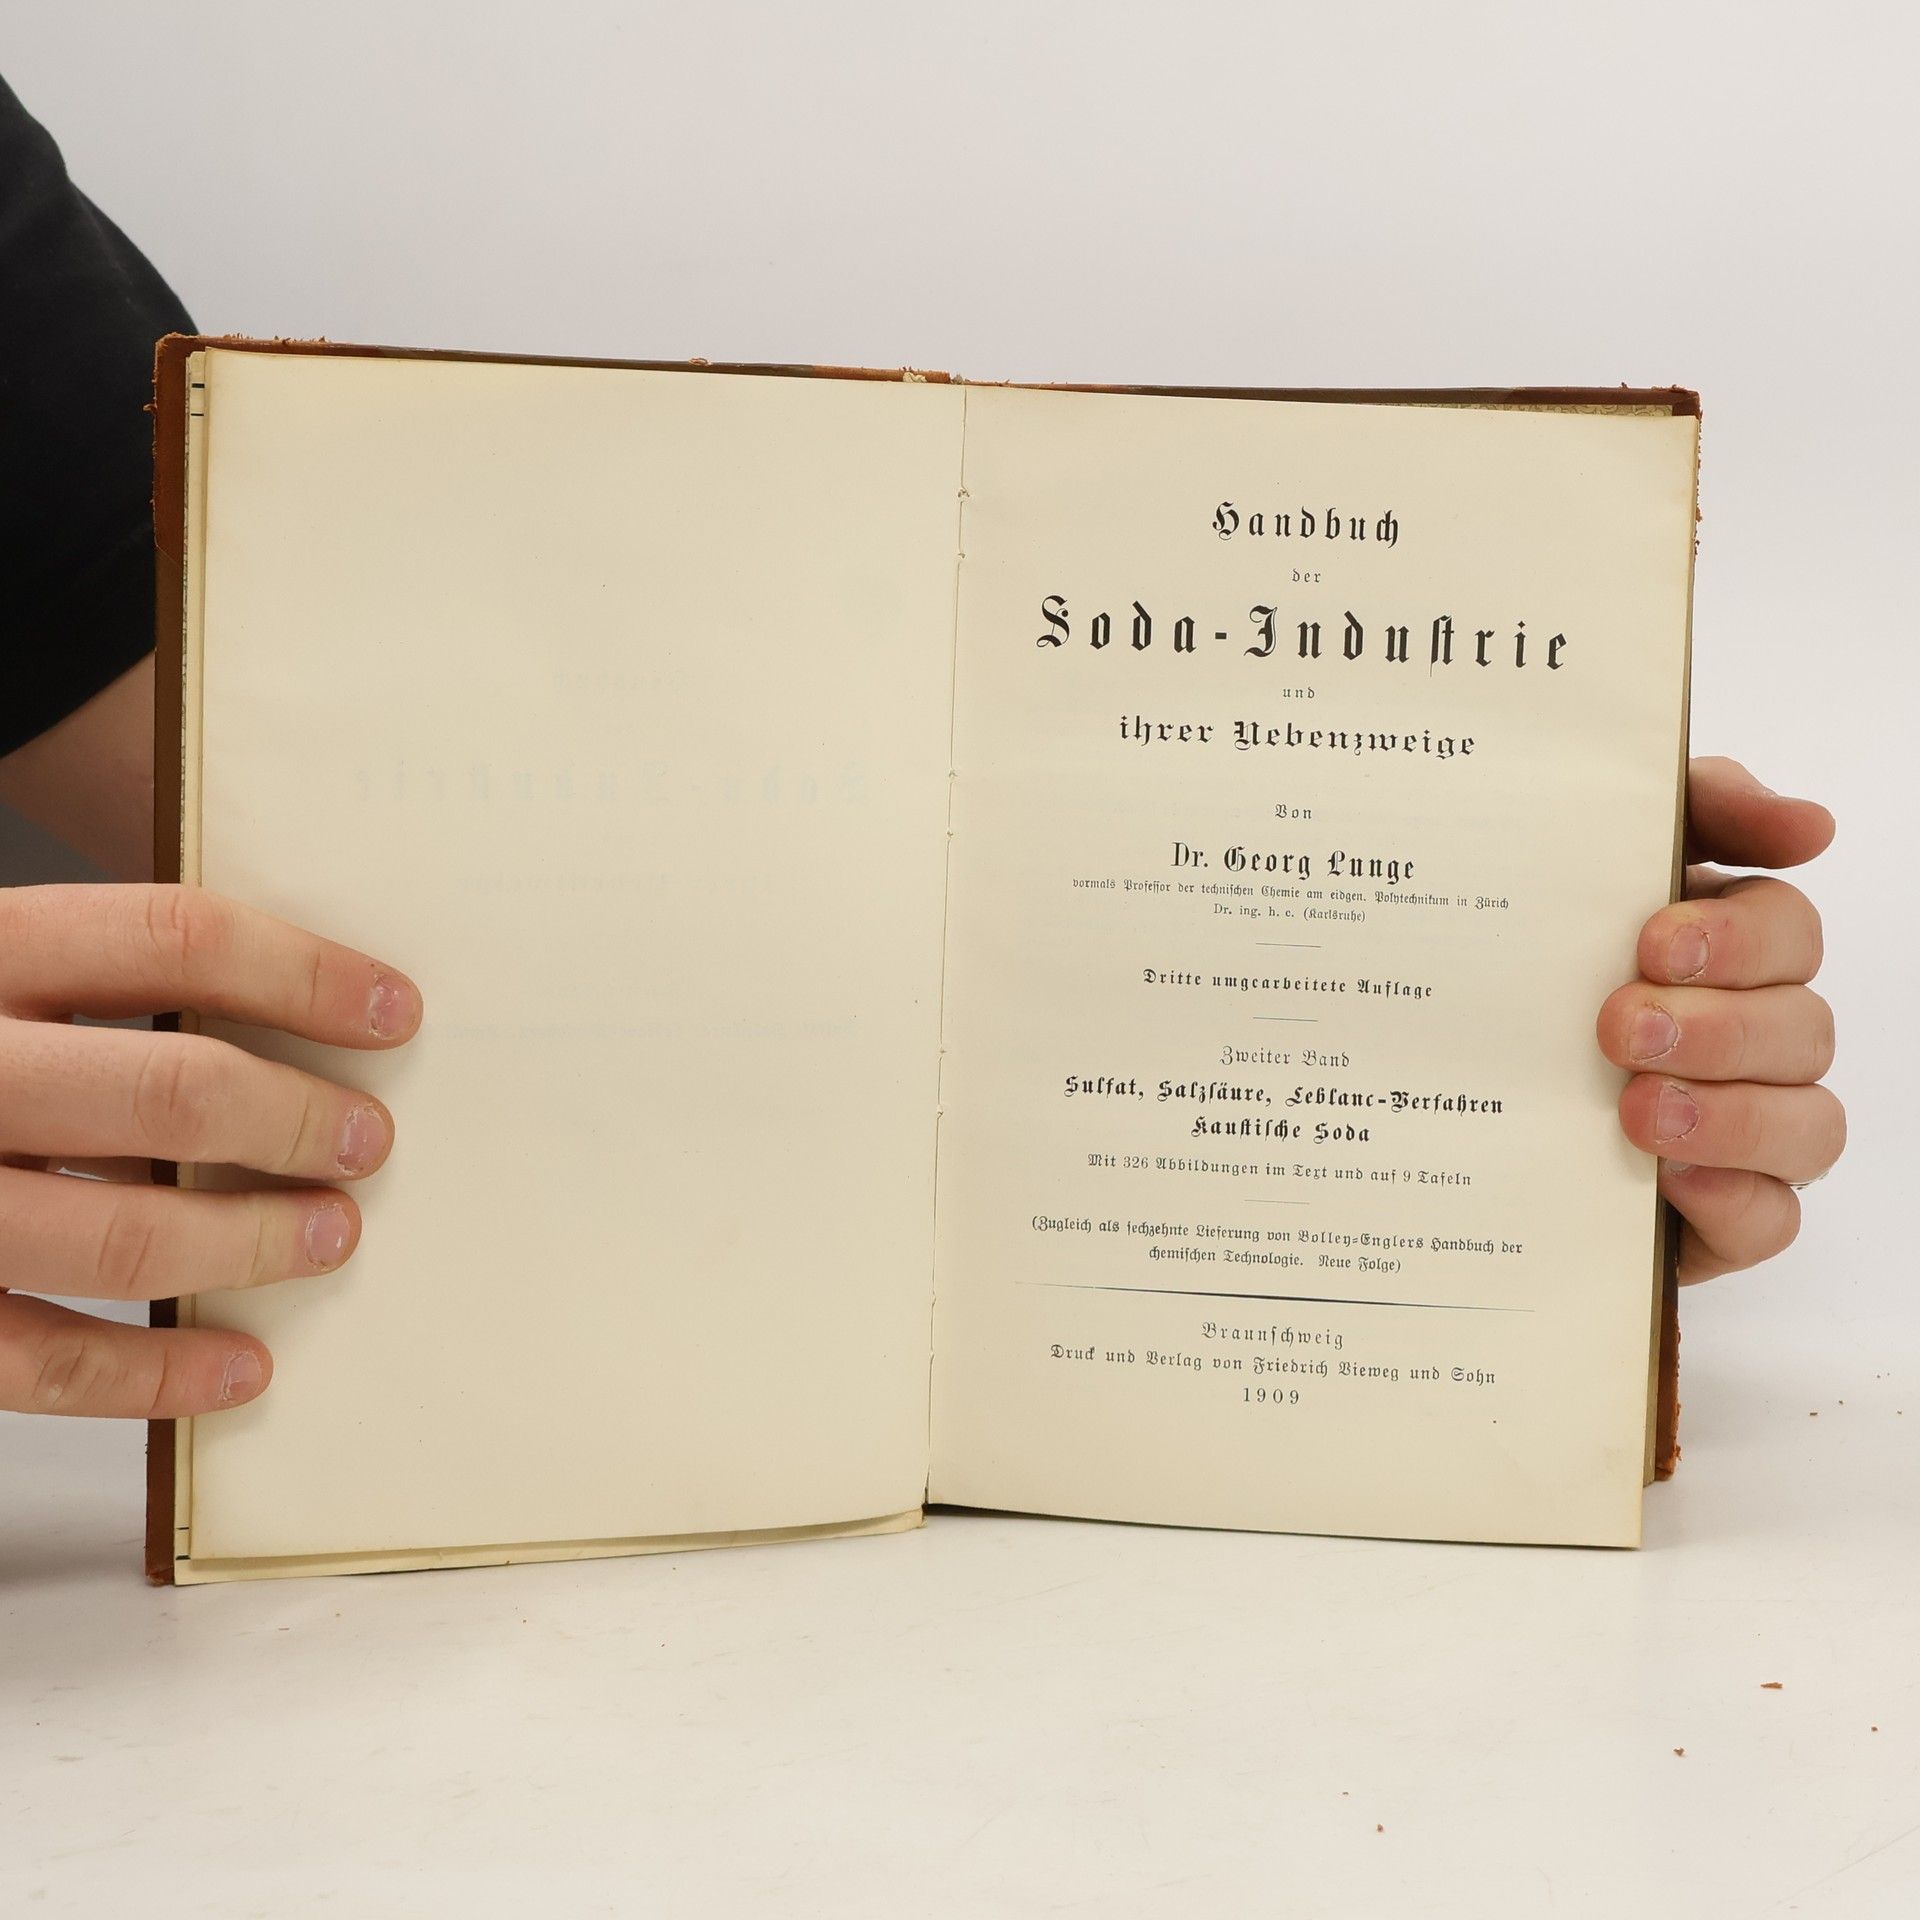 Handbuch
der
Soda-Industrie
und
ihrer Nebenzweige
Von
Dr. Georg Lunge
vormals Professor der technischen Chemie am eidgen. Polytechnikum in Zürich
Dr. ing. h. c. (Karlsruhe)
Dritte umgearbeitete Auflage
Zweiter Band
Sulfat, Salzsäure, Leblanc-Verfahren
Kaustische Soda
Mit 326 Abbildungen im Text und auf 9 Tafeln
(Zugleich als sechzehnte Lieferung von Bolley-Englers Handbuch der
chemischen Technologie. Neue Folge)
Braunschweig
Druck und Verlag von Friedrich Vieweg und Sohn
1909